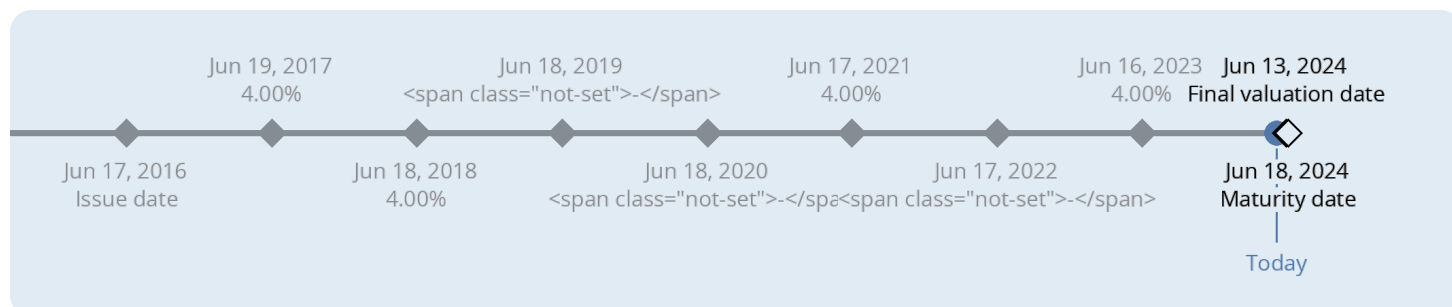 Jun 19, 2017
4.00%
Jun 18, 2019
<span class="not-set">-</span>
Jun 17, 2021
4.00%
Jun 16, 2023
4.00%
Jun 13, 2024
Final valuation date
Jun 17, 2016
Issue date
Jun 18, 2018
4.00%
Jun 18, 2020
<span class="not-set">-</spa
Jun 17, 2022
<span class="not-set">-</span>
Jun 18, 2024
Maturity date
Today